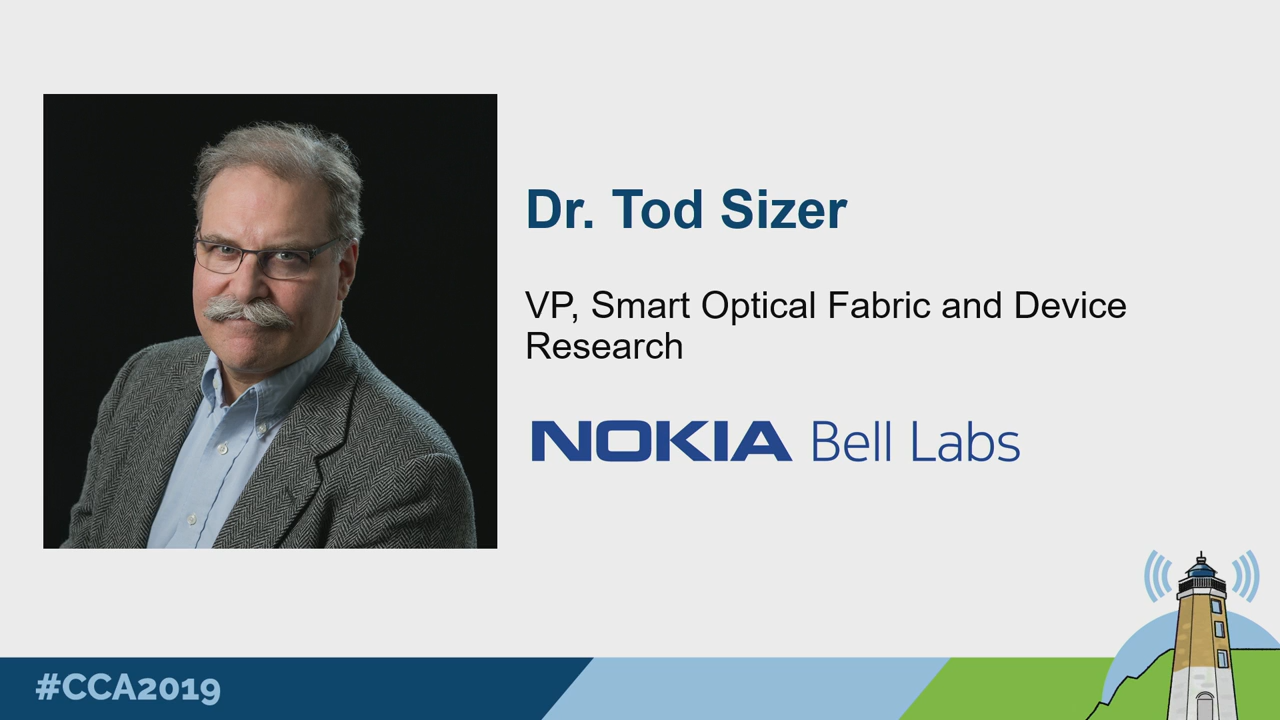 Dr. Tod Sizer
VP, Smart Optical Fabric and Device
Research
NOKIA Bell Labs
#CCA2019